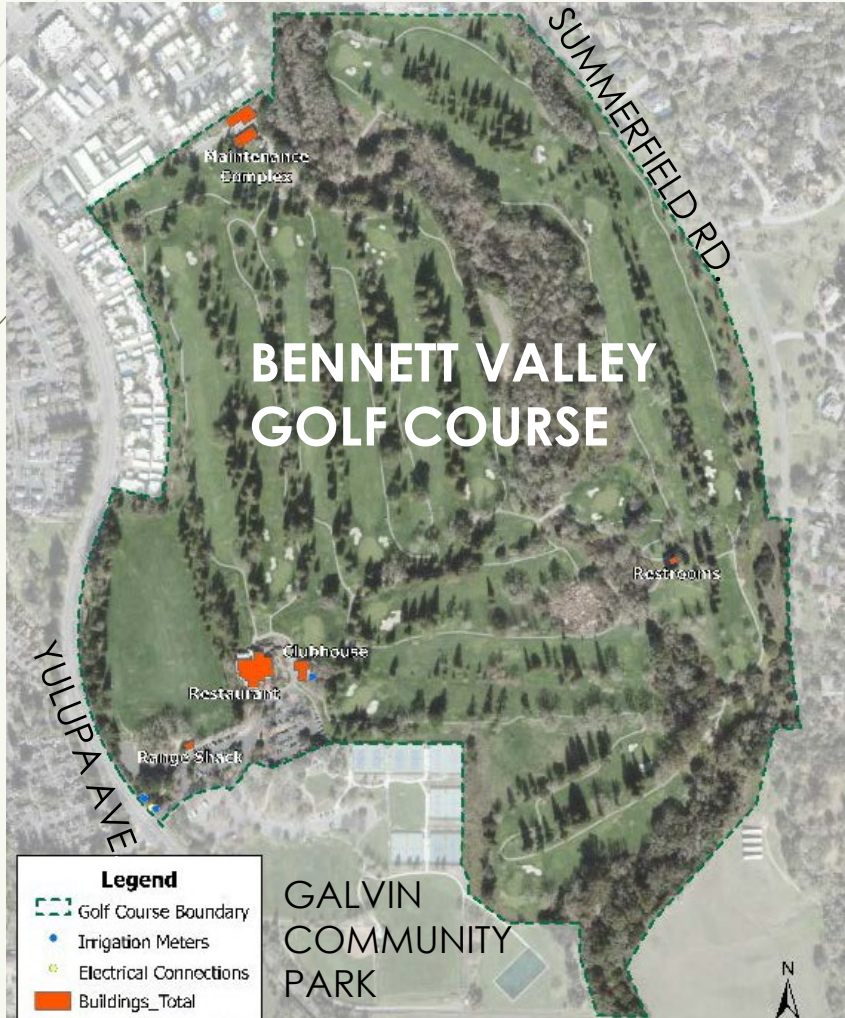 SUMMERFIELD RD.
Maintenance
Complex
BENNETT VALLEY
GOLF COURSE
Restrooms
Clubhouse
Restaurant
Range Shack
YULUPA AVE
Legend
Golf Course Boundary
Irrigation Meters
Electrical Connections
Buildings_Total
GALVIN
COMMUNITY
PARK
N